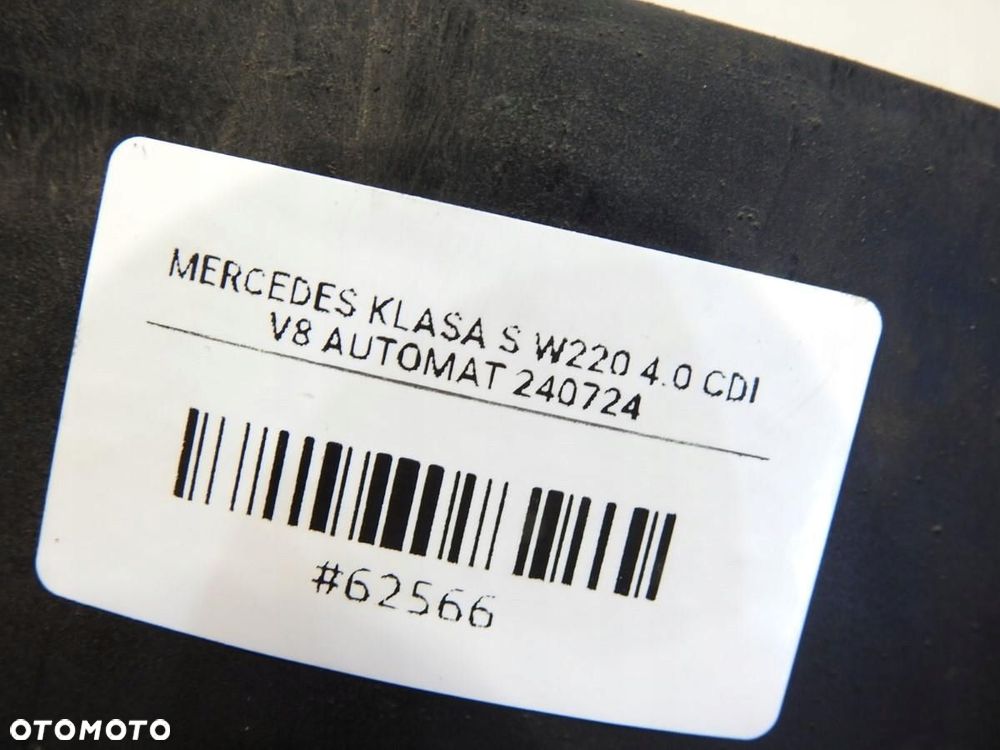 MERCEDES KLASA S W220 4.0 CDI
V8 AUTOMAT 240724
#62566
OTOMOTO